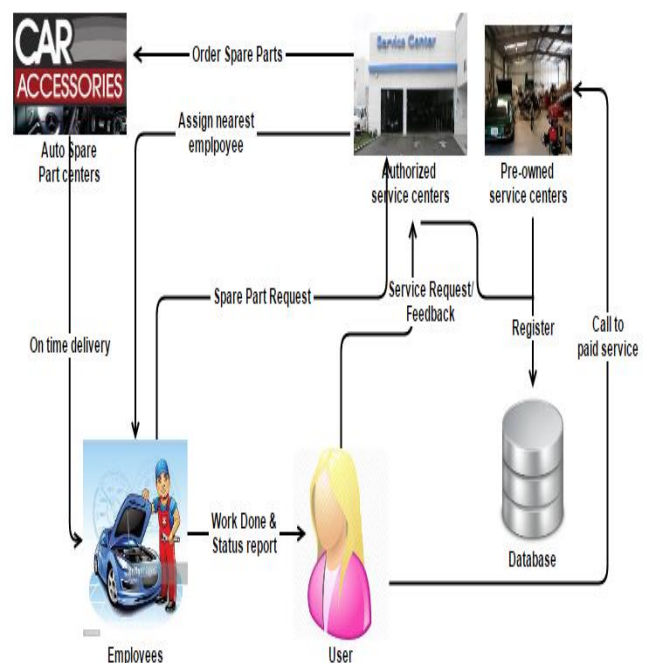 CAR
ACCESSORIES
Auto Spare
Part centers
Order Spare Parts
Service Center
Authorized
service centers
Pre-owned
service centers
Assign nearest
emplpoyee
Spare Part Request
Service Request/
Feedback
Register
Call to
paid service
On time delivery
Work Done &
Status report
Database
Employees
User